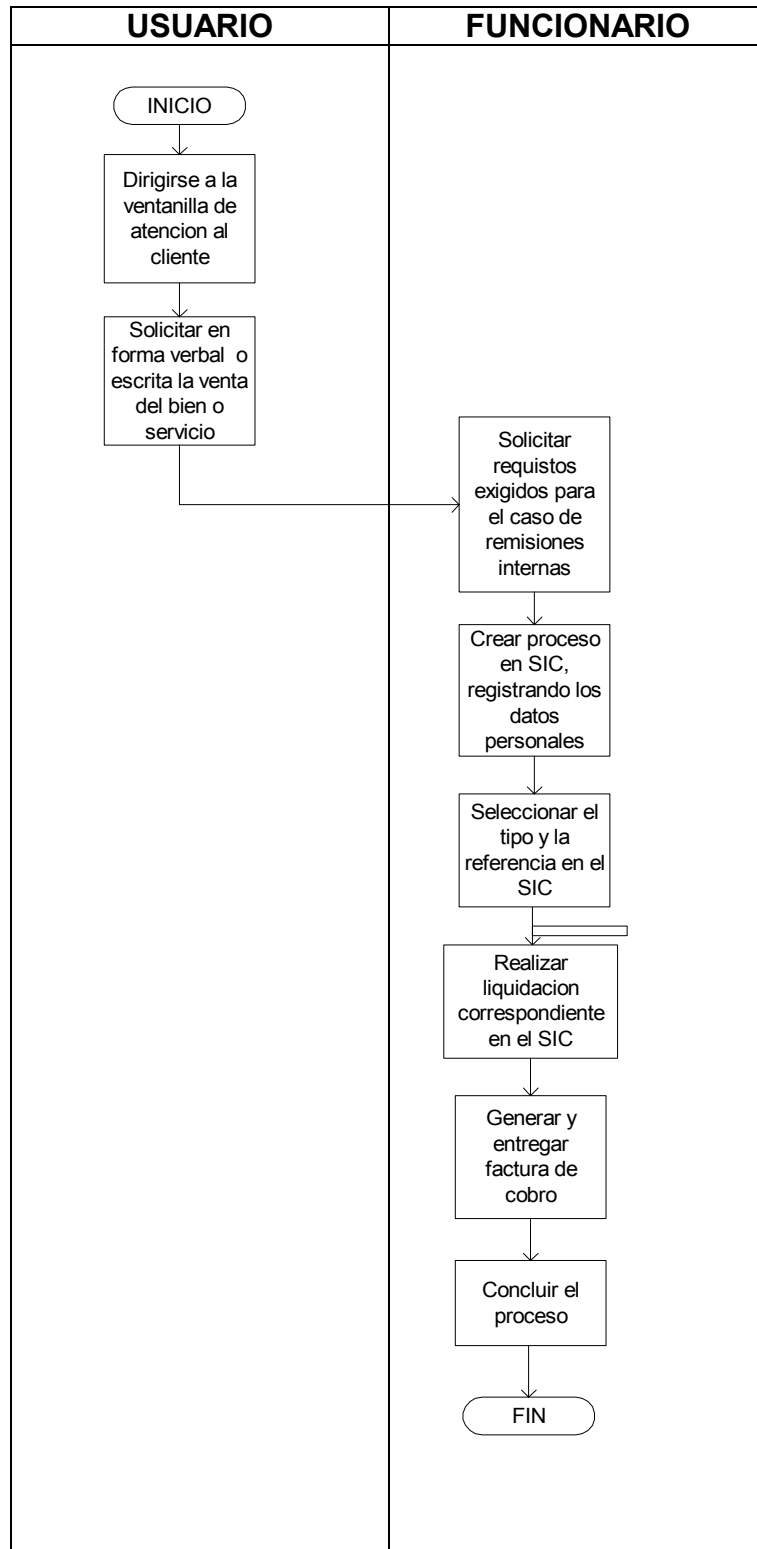 USUARIO
FUNCIONARIO
INICIO
Dirigirse a la
ventanilla de
atencion al
cliente
Solicitar en
forma verbal o
escrita la venta
del bien o
servicio
Solicitar
requistos
exigidos para
el caso de
remisiones
internas
Crear proceso
en SIC,
registrando los
datos
personales
Seleccionar el
tipo y la
referencia en el
SIC
Realizar
liquidacion
correspondiente
en el SIC
Generar y
entregar
factura de
cobro
Concluir el
proceso
FIN